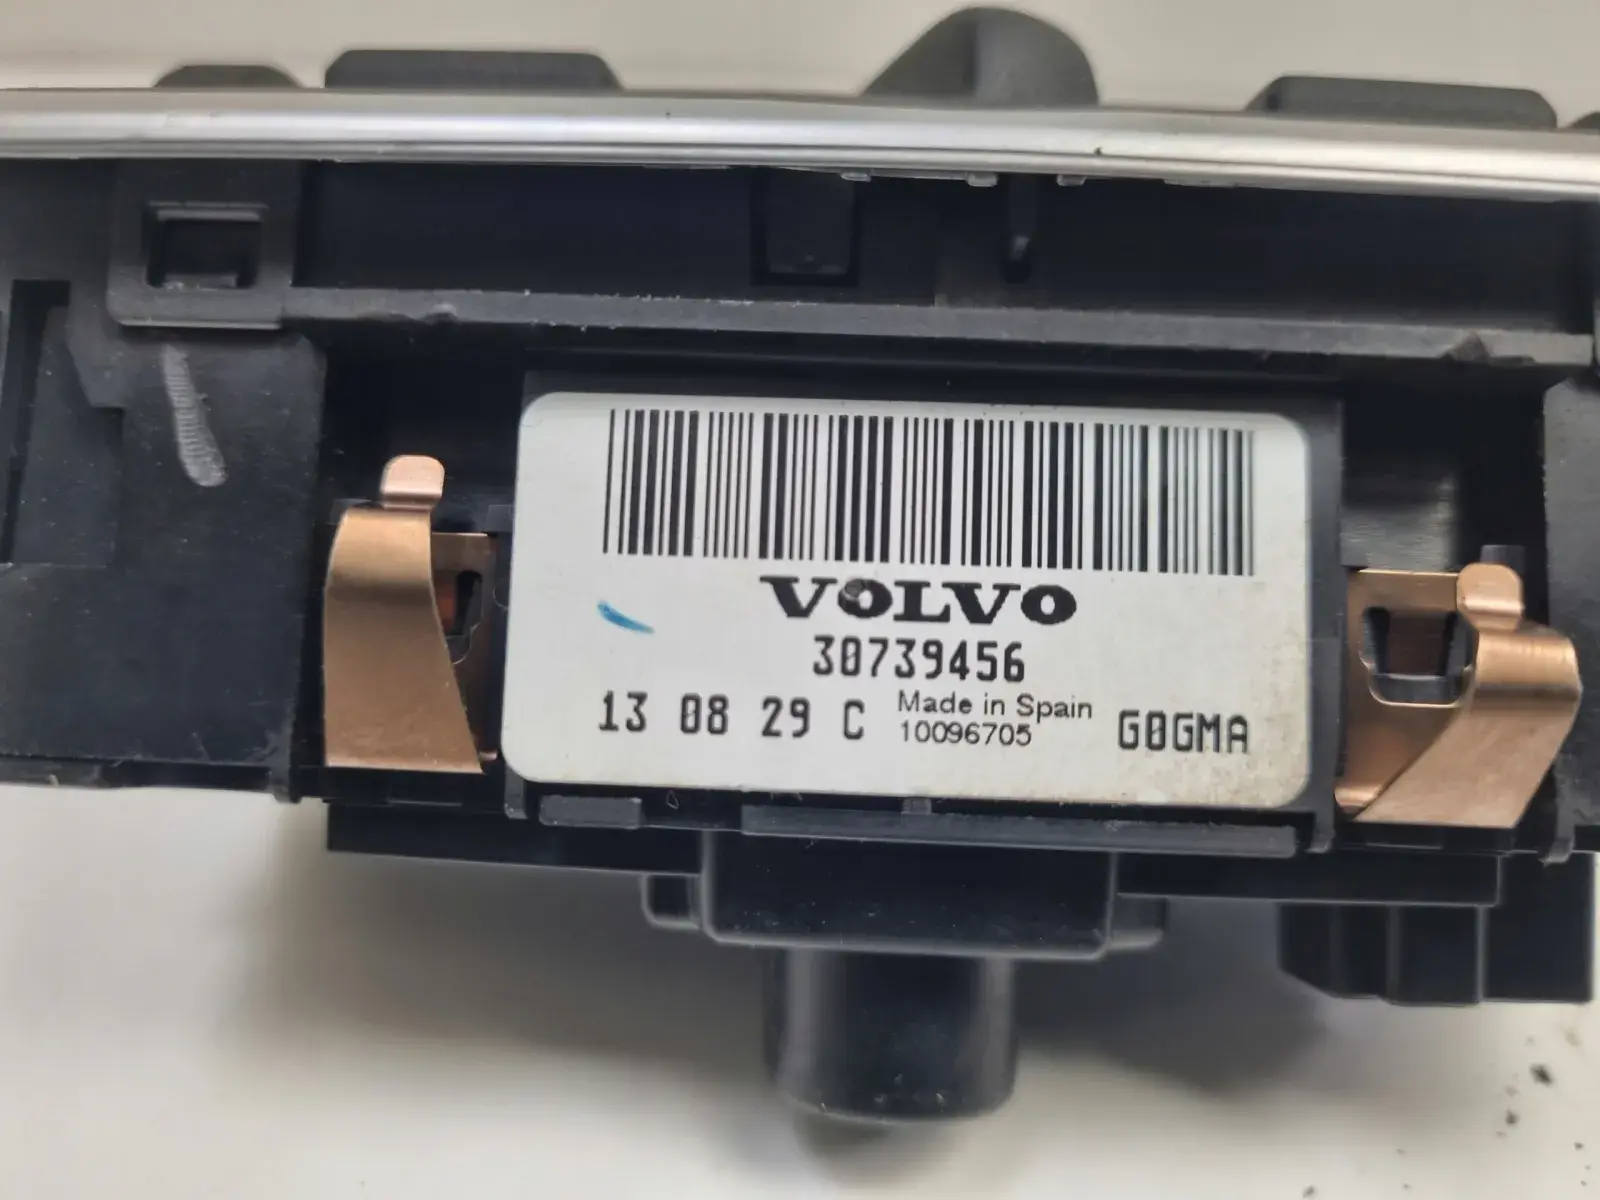 VOLVO
30739456
13 08 29 C Made in Spain G0GMA
10096705